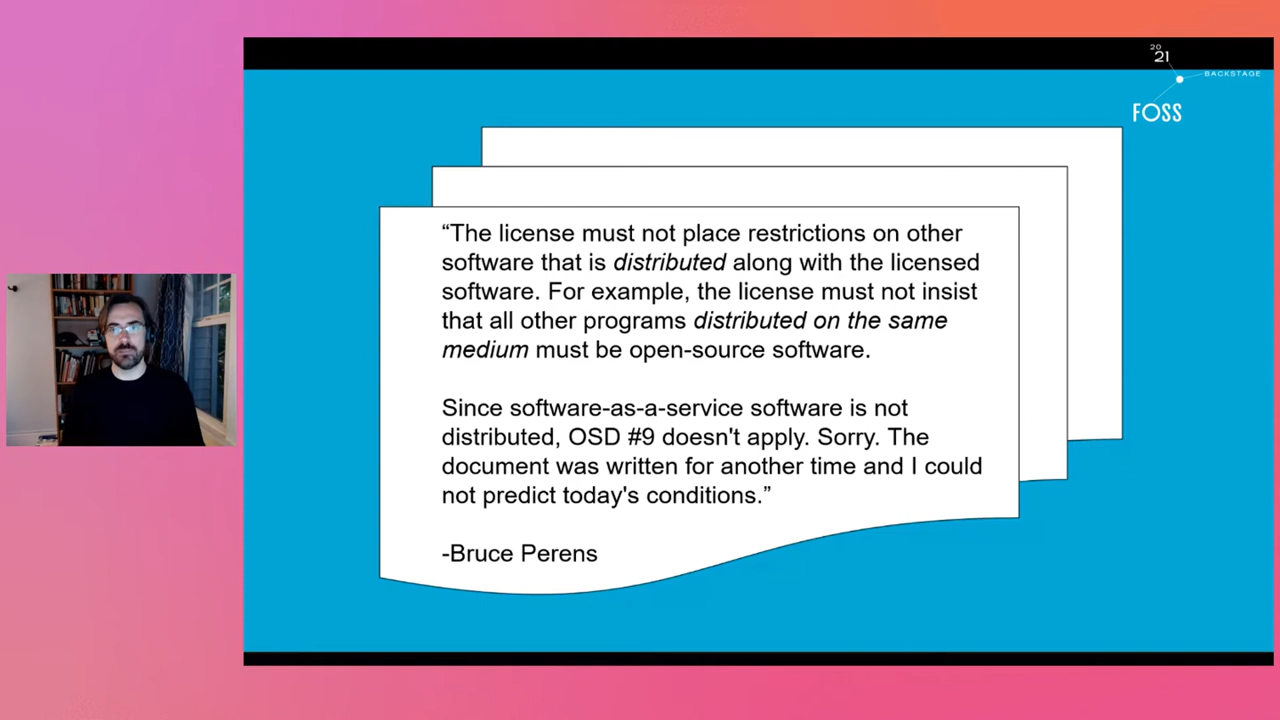 20
21
BACKSTAGE
FOSS
“The license must not place restrictions on other
software that is distributed along with the licensed
software. For example, the license must not insist
that all other programs distributed on the same
medium must be open-source software.
Since software-as-a-service software is not
distributed, OSD #9 doesn't apply. Sorry. The
document was written for another time and I could
not predict today's conditions.”
-Bruce Perens